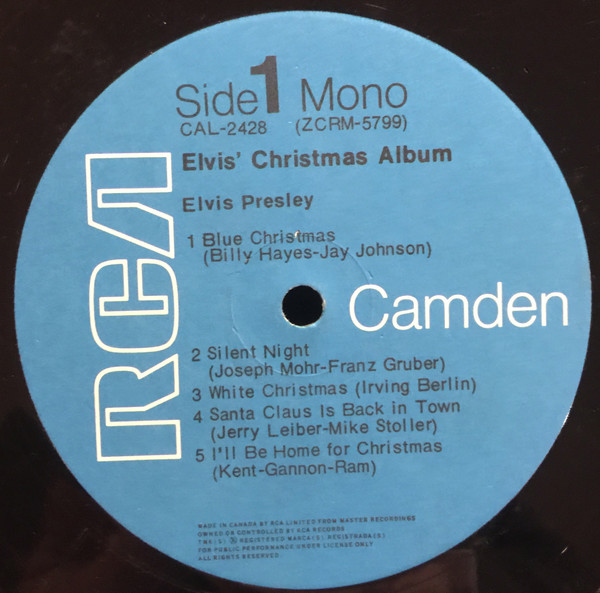 Side 1 Mono
CAL-2428 (ZCRM-5799)
Elvis' Christmas Album
Elvis Presley
1 Blue Christmas
(Billy Hayes-Jay Johnson)
RCA
Camden
2 Silent Night
(Joseph Mohr-Franz Gruber)
3 White Christmas (Irving Berlin)
4 Santa Claus Is Back in Town
(Jerry Leiber-Mike Stoller)
5 I'll Be Home for Christmas
(Kent-Gannon-Ram)
MADE IN CANADA BY RCA LIMITED FROM MASTER RECORDINGS
OWNED OR CONTROLLED BY RCA RECORDS
REGISTERED MARCA(S) REGISTRADA(S)
FOR PUBLIC PERFORMANCE UNDER LICENSE ONLY
ALL RIGHTS RESERVED